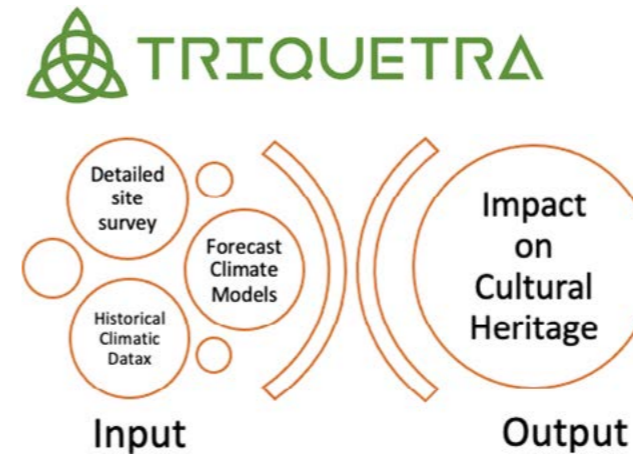 TRIQUETRA
Detailed
site
survey
Forecast
Climate
Models
Historical
Climatic
Datax
Impact
on
Cultural
Heritage
Input
Output